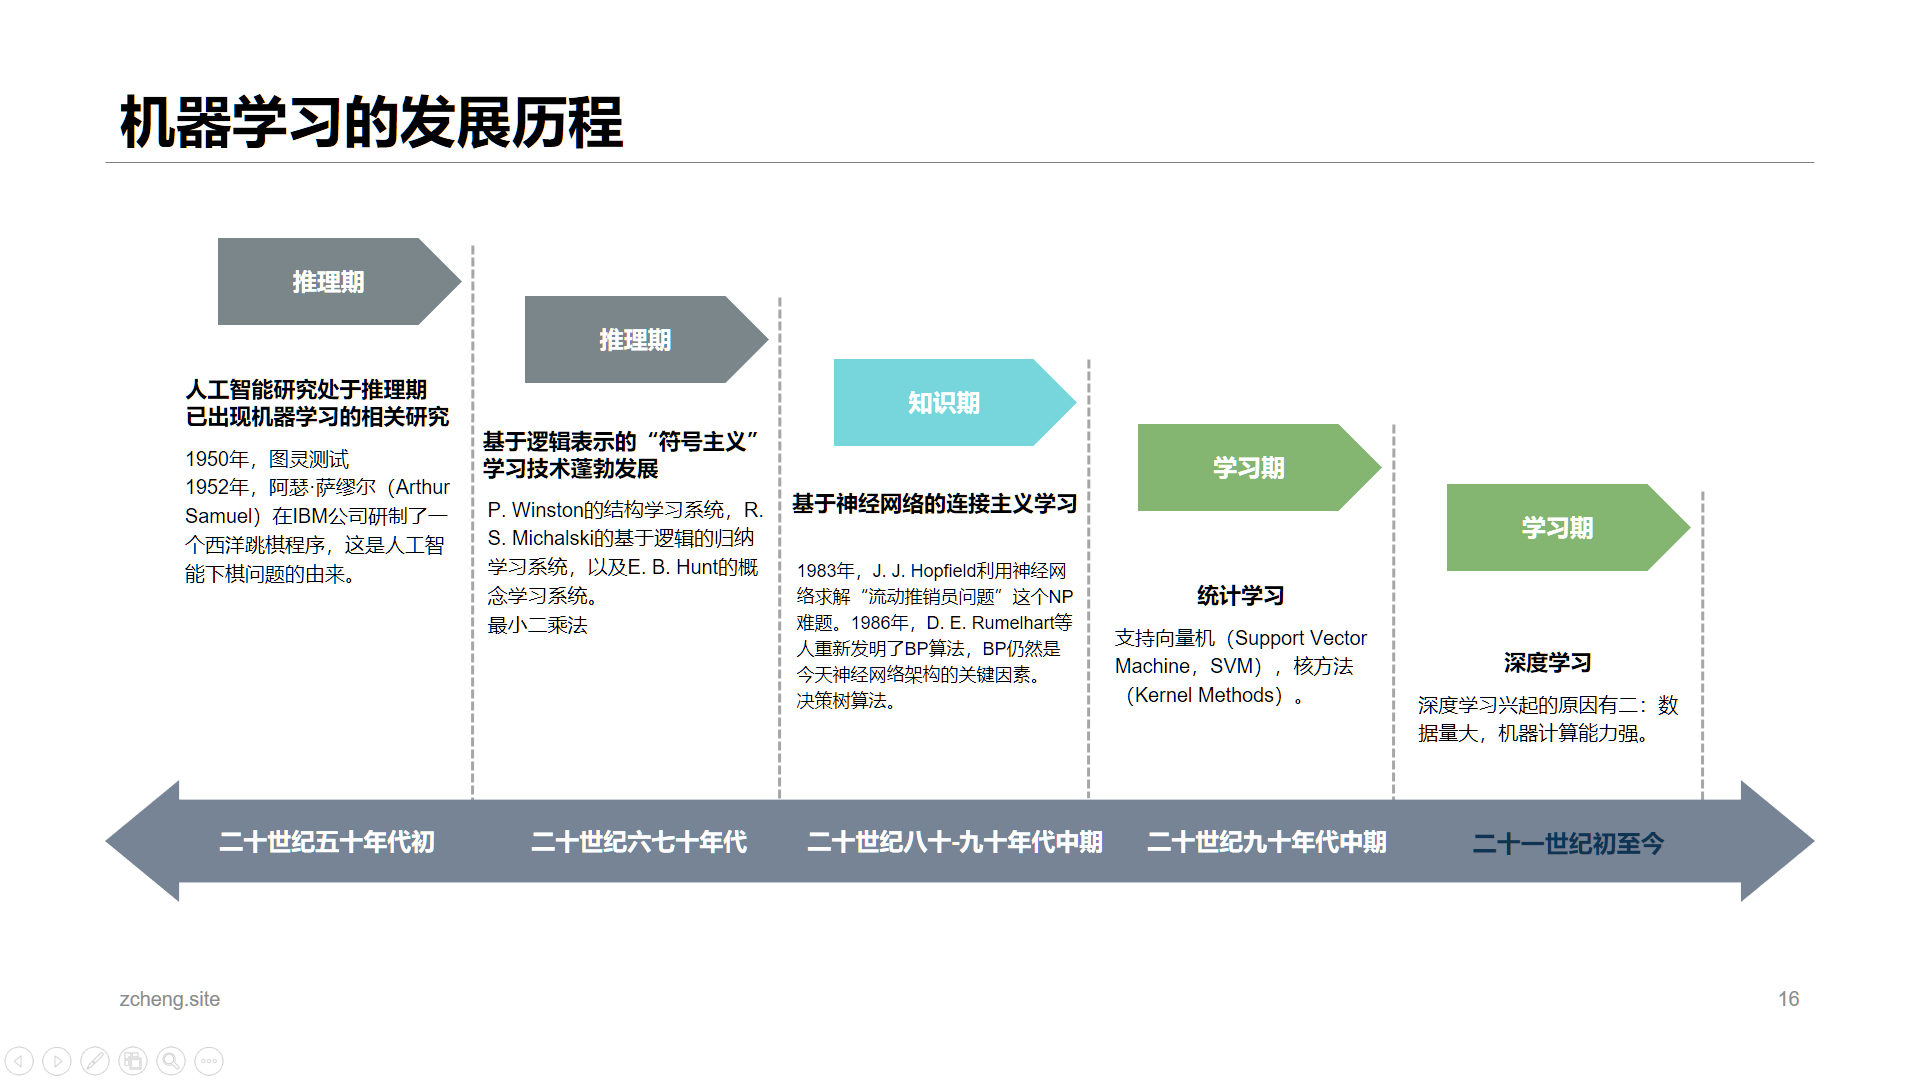 机器学习的发展历程
推理期
人工智能研究处于推理期
已出现机器学习的相关研究
1950年，图灵测试
1952年，阿瑟·萨缪尔（Arthur
Samuel）在IBM公司研制了一
个西洋跳棋程序，这是人工智
能下棋问题的由来。
推理期
基于逻辑表示的“符号主义”
学习技术蓬勃发展
P. Winston的结构学习系统，R.
S. Michalski的基于逻辑的归纳
学习系统，以及E. B. Hunt的概
念学习系统。
最小二乘法
知识期
基于神经网络的连接主义学习
1983年，J. J. Hopfield利用神经网
络求解“流动推销员问题”这个NP
难题。1986年，D. E. Rumelhart等
人重新发明了BP算法，BP仍然是
今天神经网络架构的关键因素。
决策树算法。
学习期
统计学习
支持向量机（Support Vector
Machine，SVM），核方法
（Kernel Methods）。
学习期
深度学习
深度学习兴起的原因有二：数
据量大，机器计算能力强。
二十世纪五十年代初
二十世纪六七十年代
二十世纪八十-九十年代中期
二十世纪九十年代中期
二十一世纪初至今
zcheng.site
16